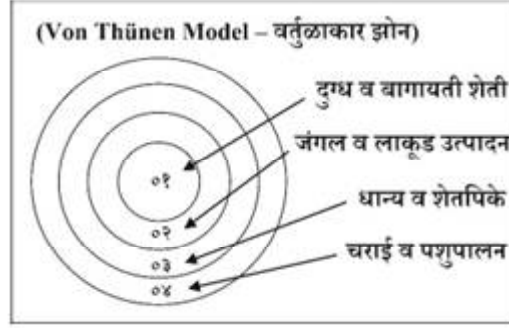 (Von Thünen Model – वर्तुळाकार झोन)
दुग्ध व बागायती शेती
जंगल व लाकूड उत्पादन
धान्य व शेतपिके
चराई व पशुपालन
०१
०२
०३
०४